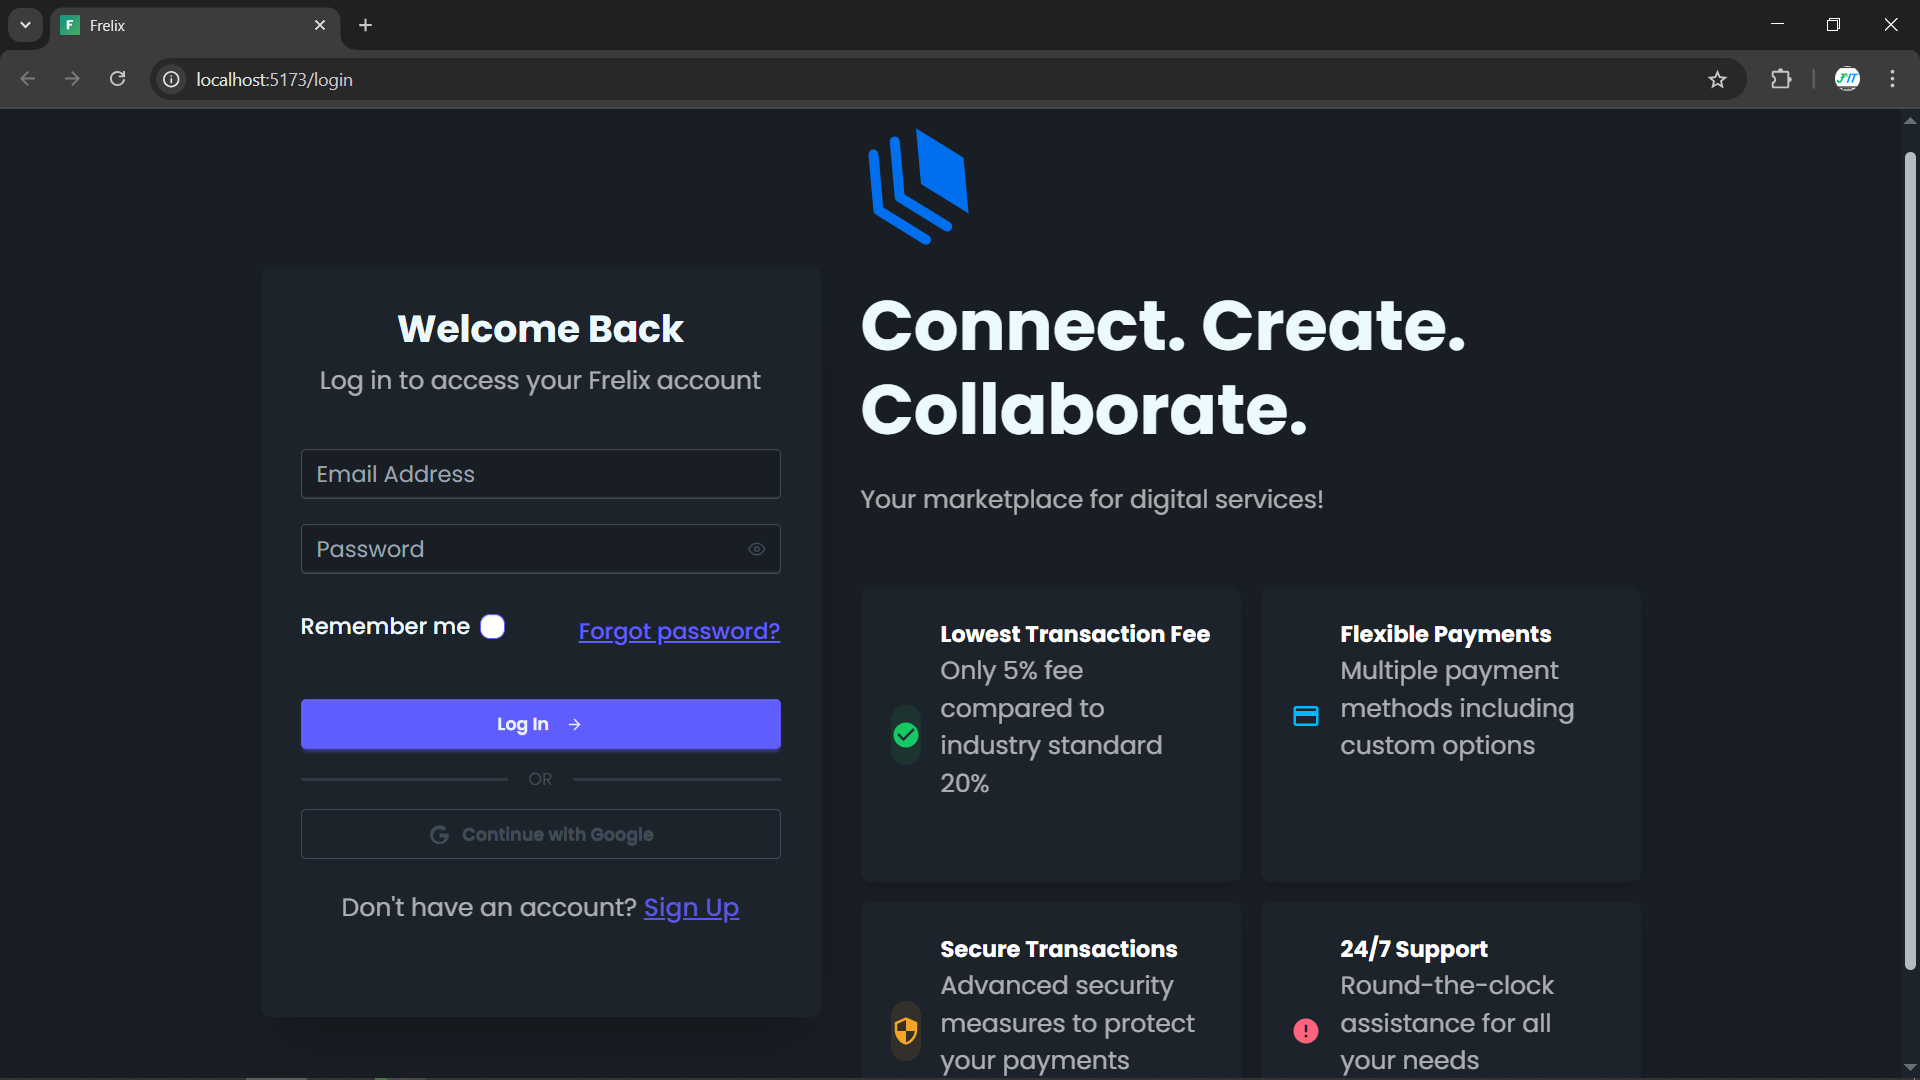 F Frelix
localhost:5173/login
FIT
Welcome Back
Log in to access your Frelix account
Email Address
Password
Remember me
Forgot password?
Log In
OR
G Continue with Google
Don't have an account? Sign Up
Connect. Create.
Collaborate.
Your marketplace for digital services!
Lowest Transaction Fee
Only 5% fee
compared to
industry standard
20%
Flexible Payments
Multiple payment
methods including
custom options
Secure Transactions
Advanced security
measures to protect
your payments
24/7 Support
Round-the-clock
assistance for all
your needs